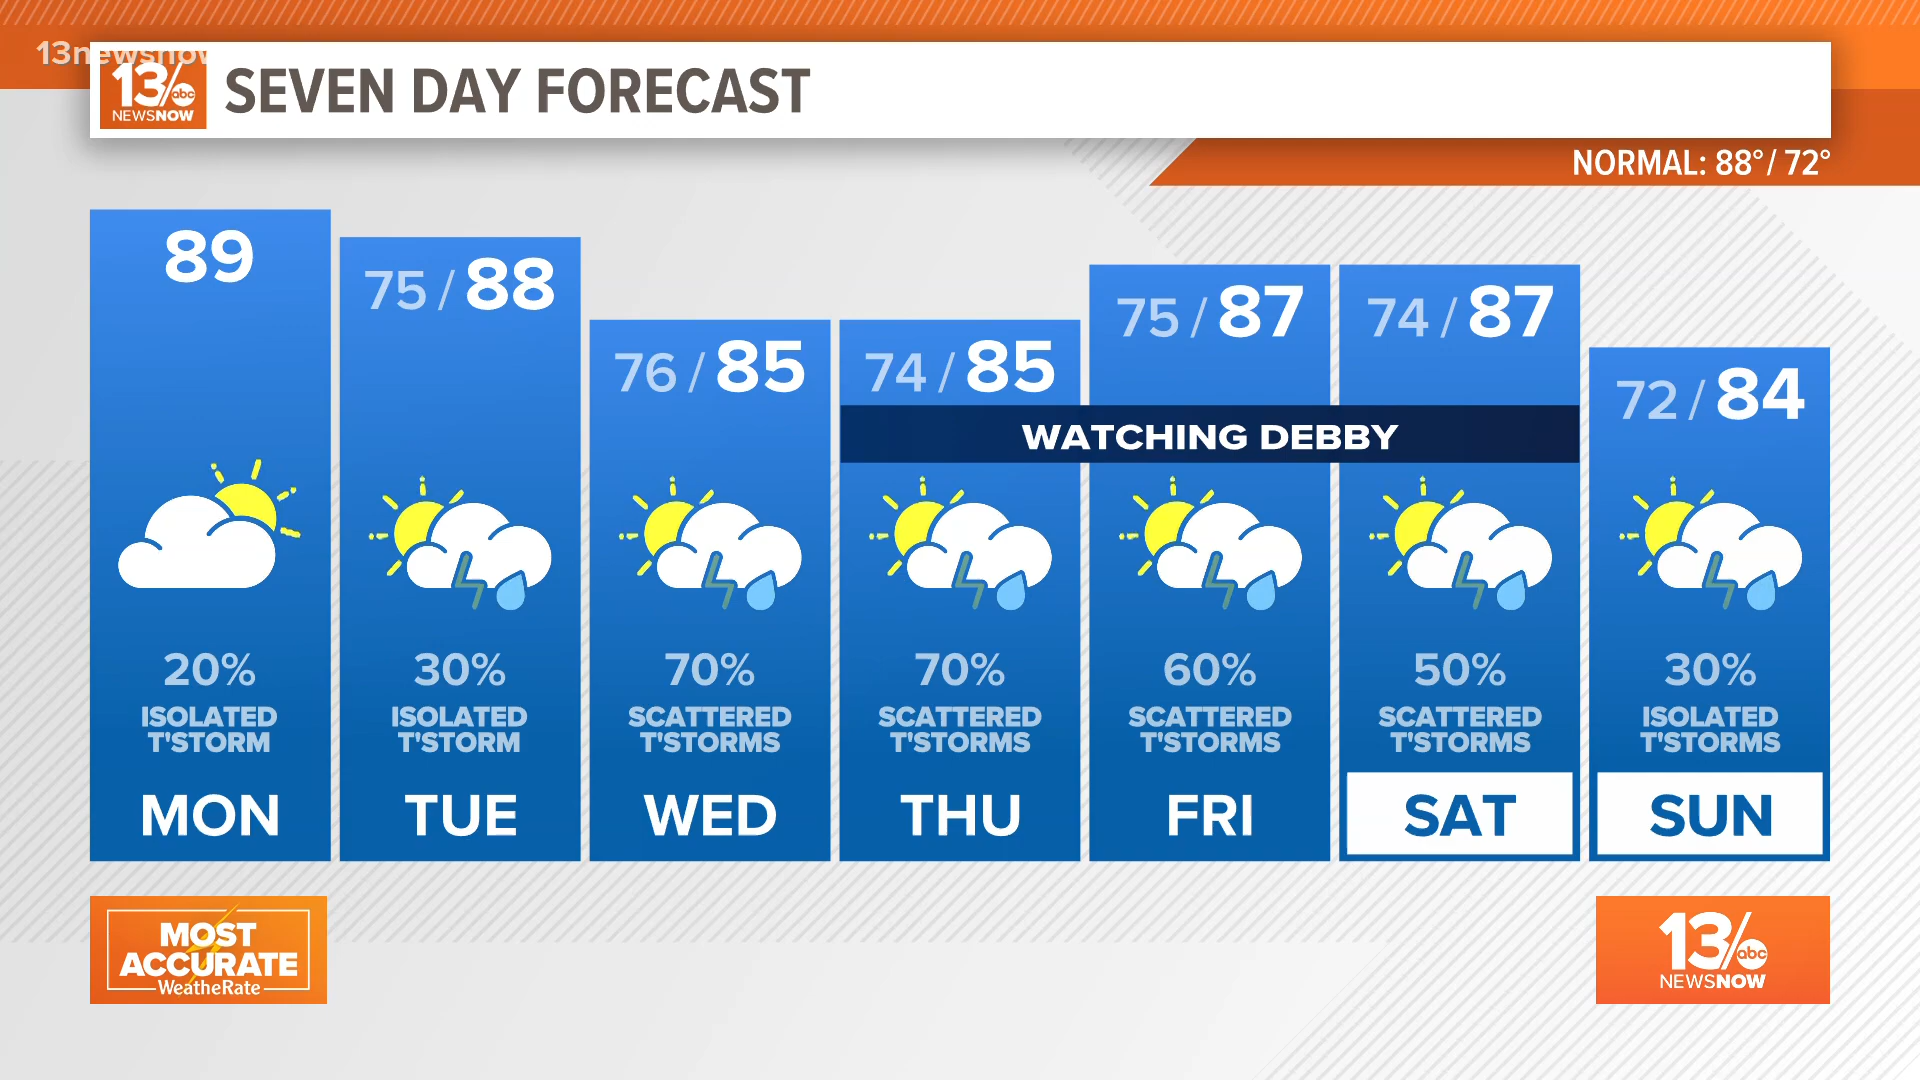 13newsnow
13/abc
NEWSNOW
SEVEN DAY FORECAST
NORMAL: 88°/ 72°
89
20%
ISOLATED
T'STORM
MON
75 / 88
30%
ISOLATED
T'STORM
TUE
76 / 85
70%
SCATTERED
T'STORMS
WED
74 / 85
WATCHING DEBBY
70%
SCATTERED
T'STORMS
THU
75 / 87
60%
SCATTERED
T'STORMS
FRI
74 / 87
50%
SCATTERED
T'STORMS
SAT
72 / 84
30%
ISOLATED
T'STORMS
SUN
MOST
ACCURATE
WeatheRate
13/abc
NEWSNOW